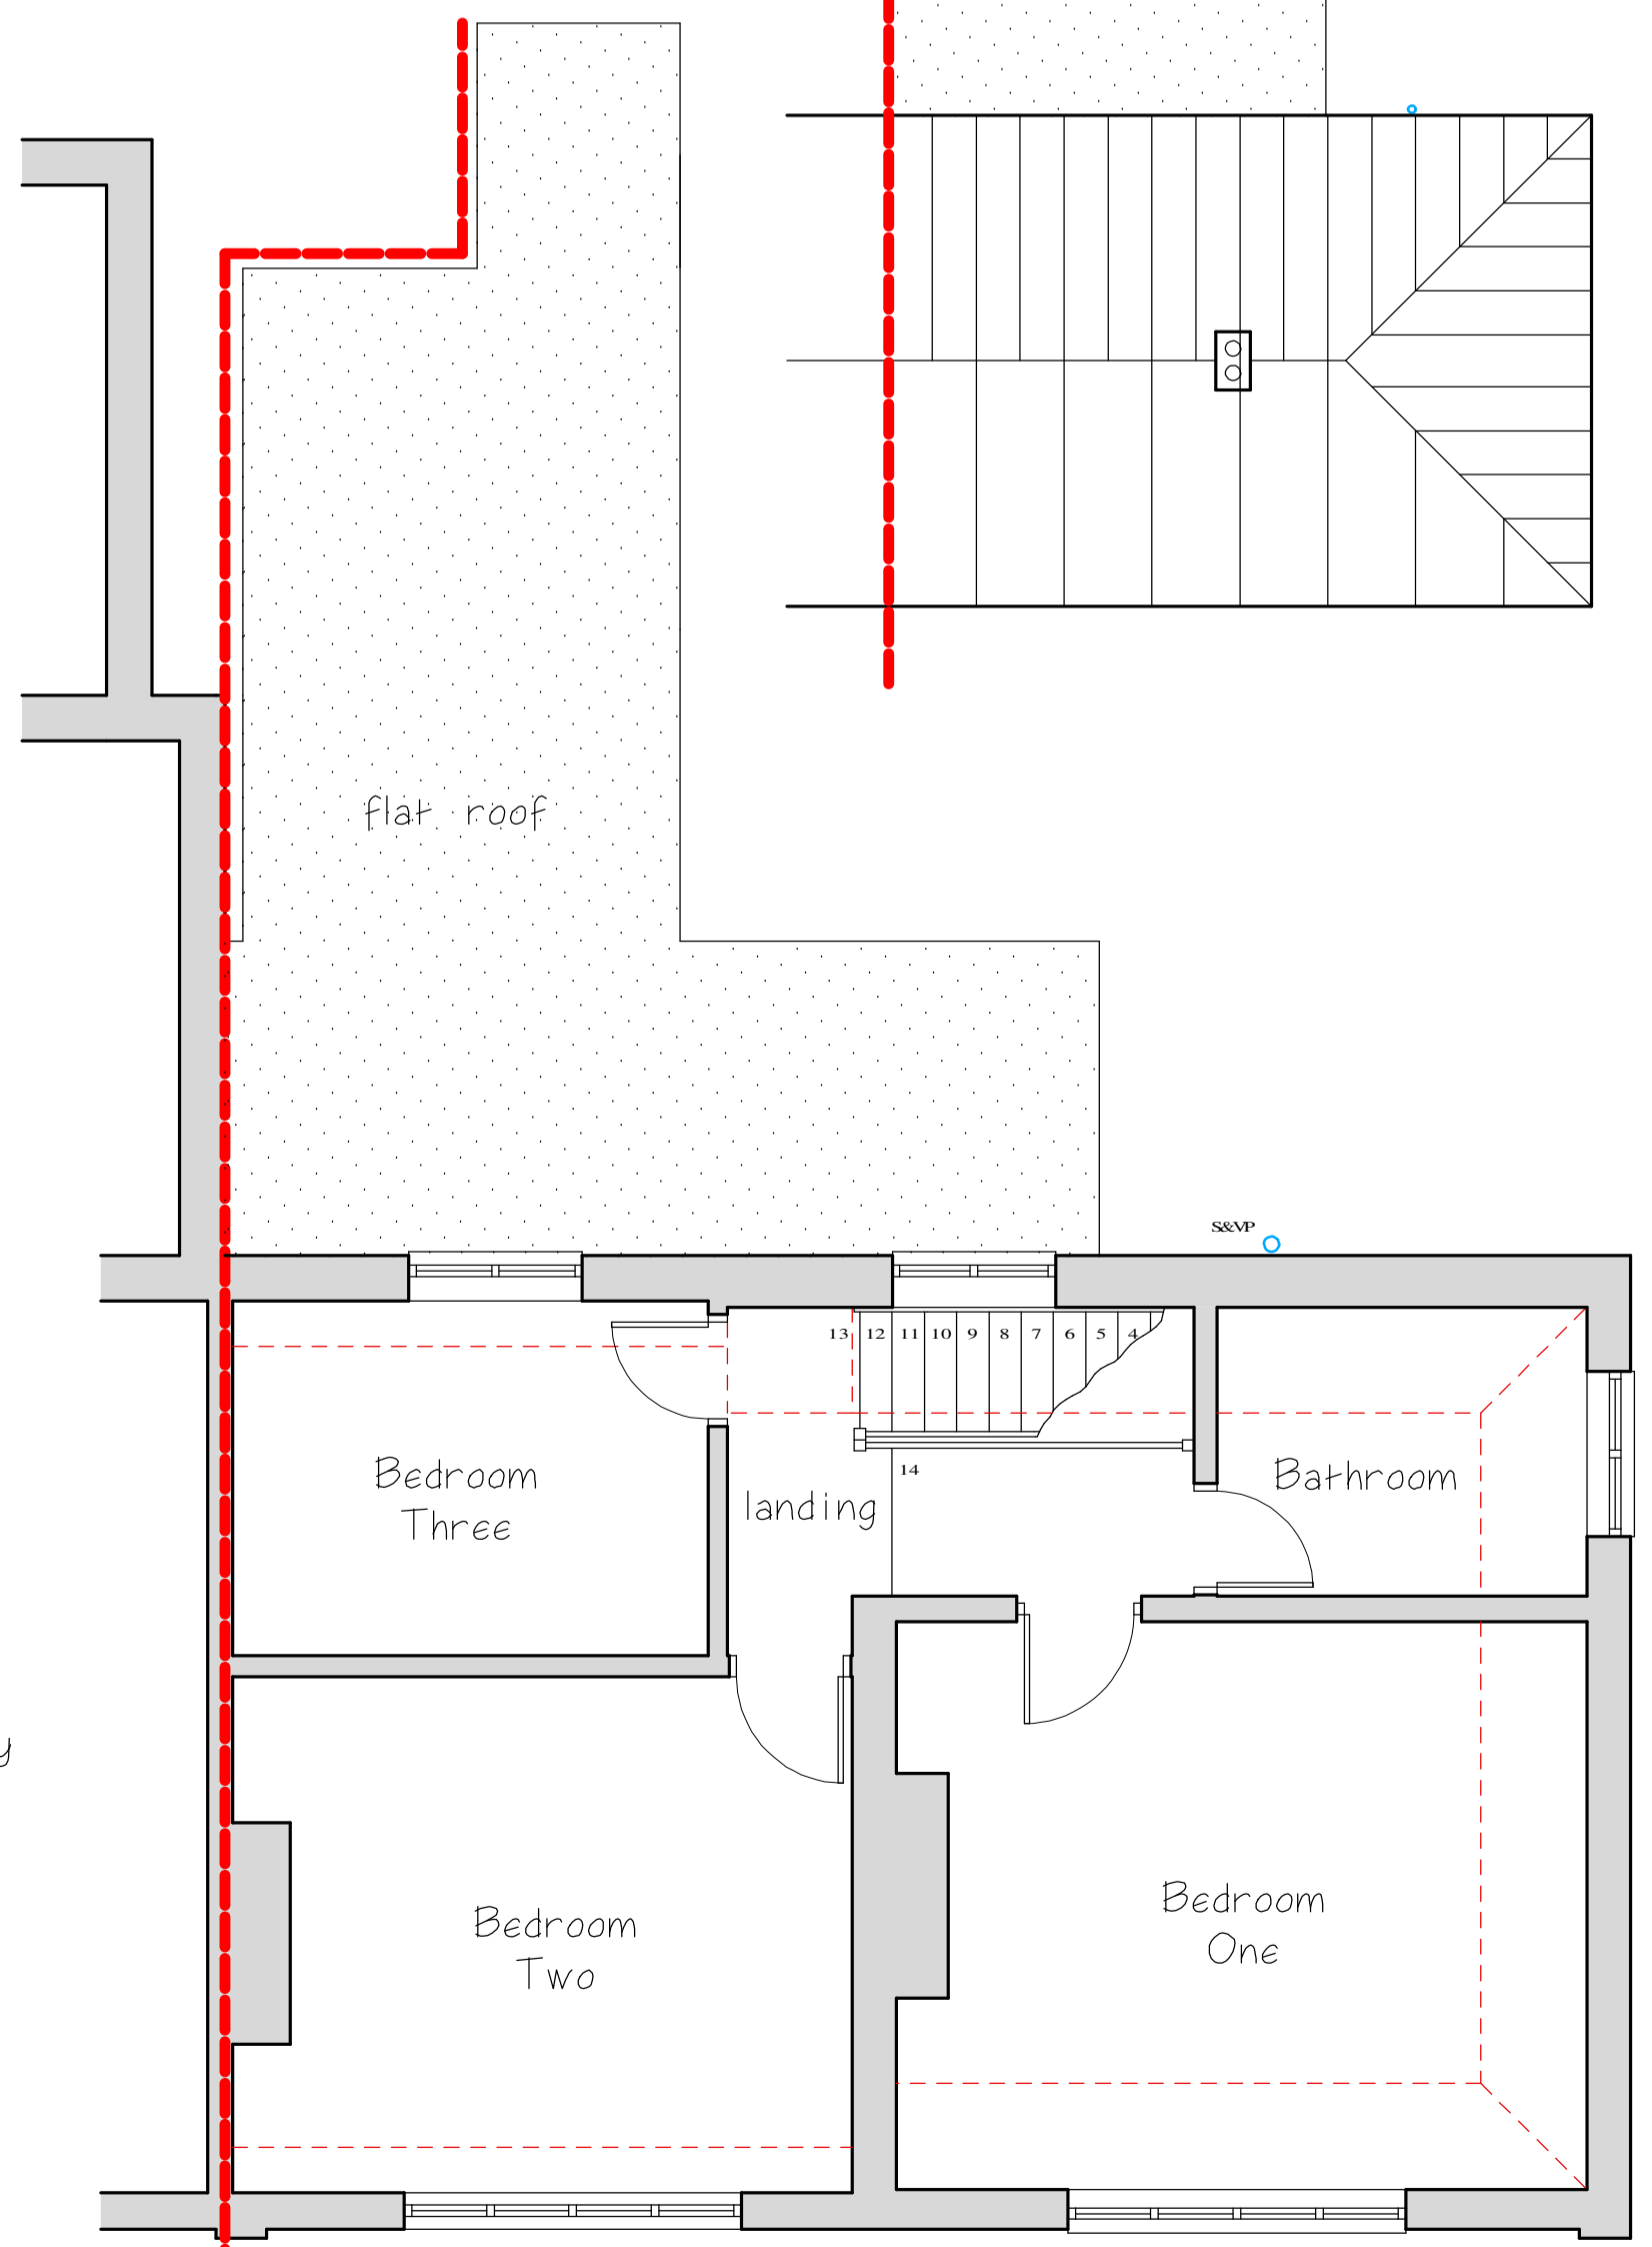 flat roof
S&VP
13 12 11 10 9 8 7 6 5 4
14
Bedroom
Three
landing
Bathroom
Bedroom
Two
Bedroom
One